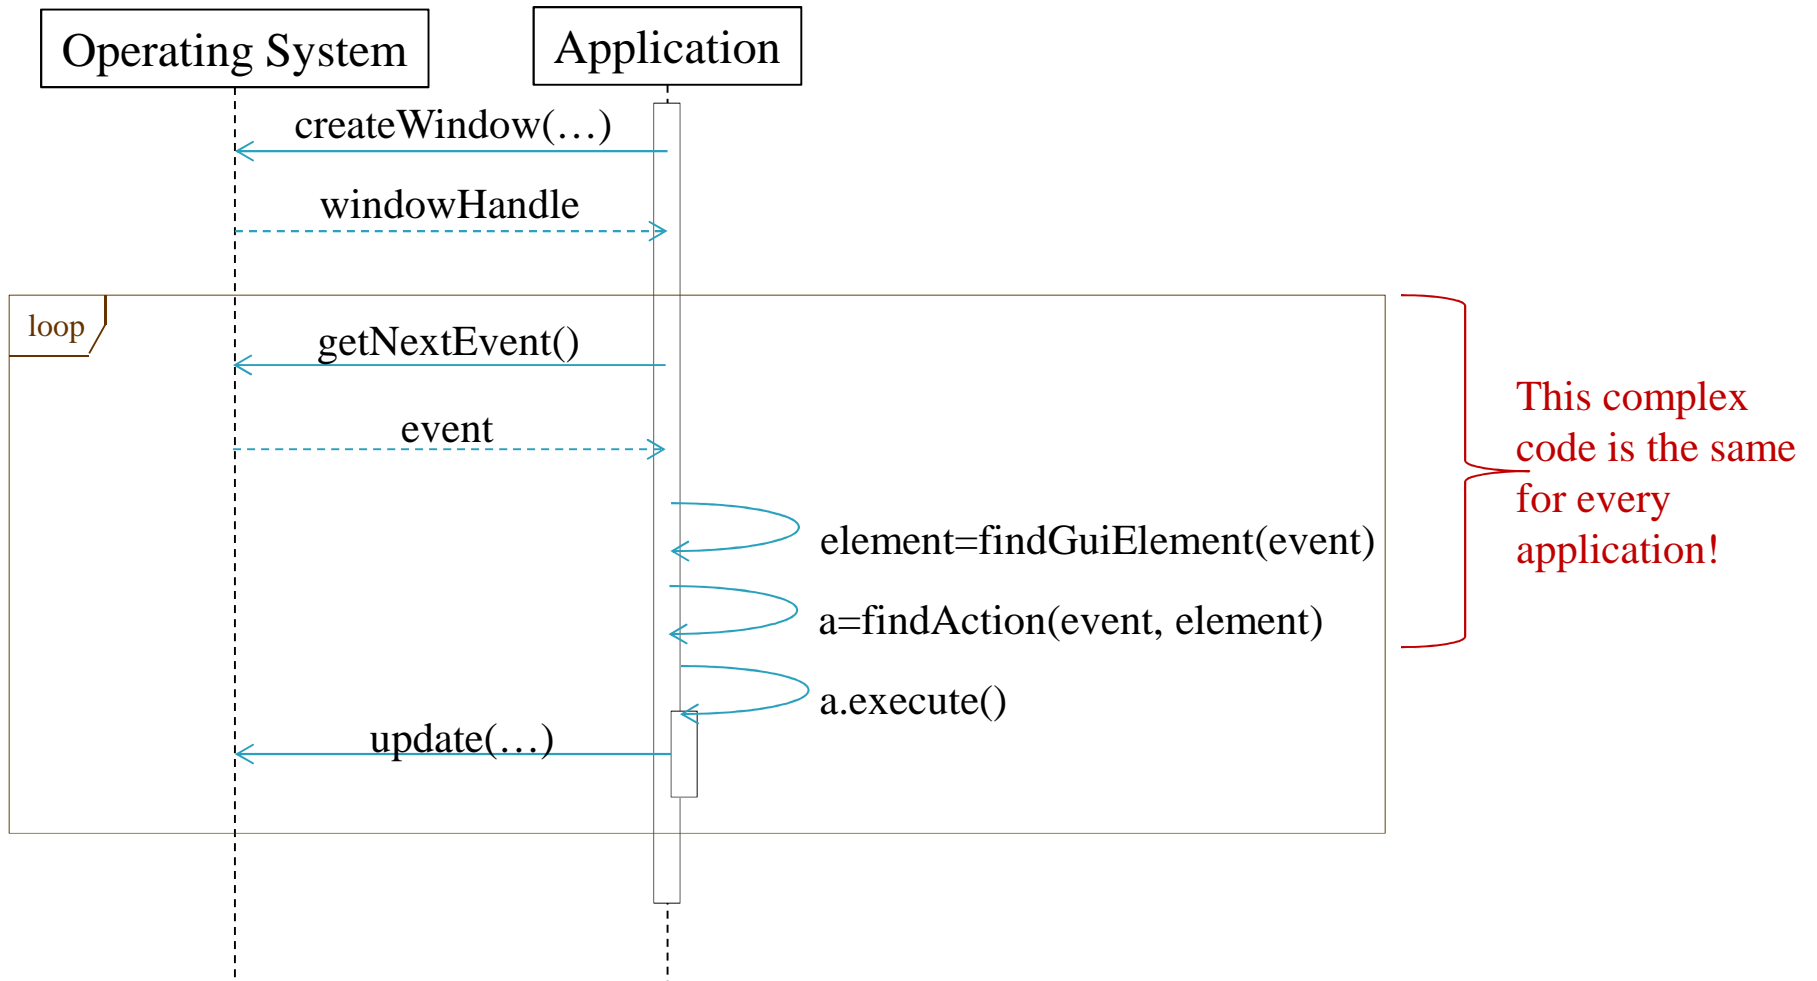 Operating System
Application
createWindow(…)
windowHandle
loop
getNextEvent()
event
element=findGuiElement(event)
a=findAction(event, element)
a.execute()
update(…)
This complex
code is the same
for every
application!